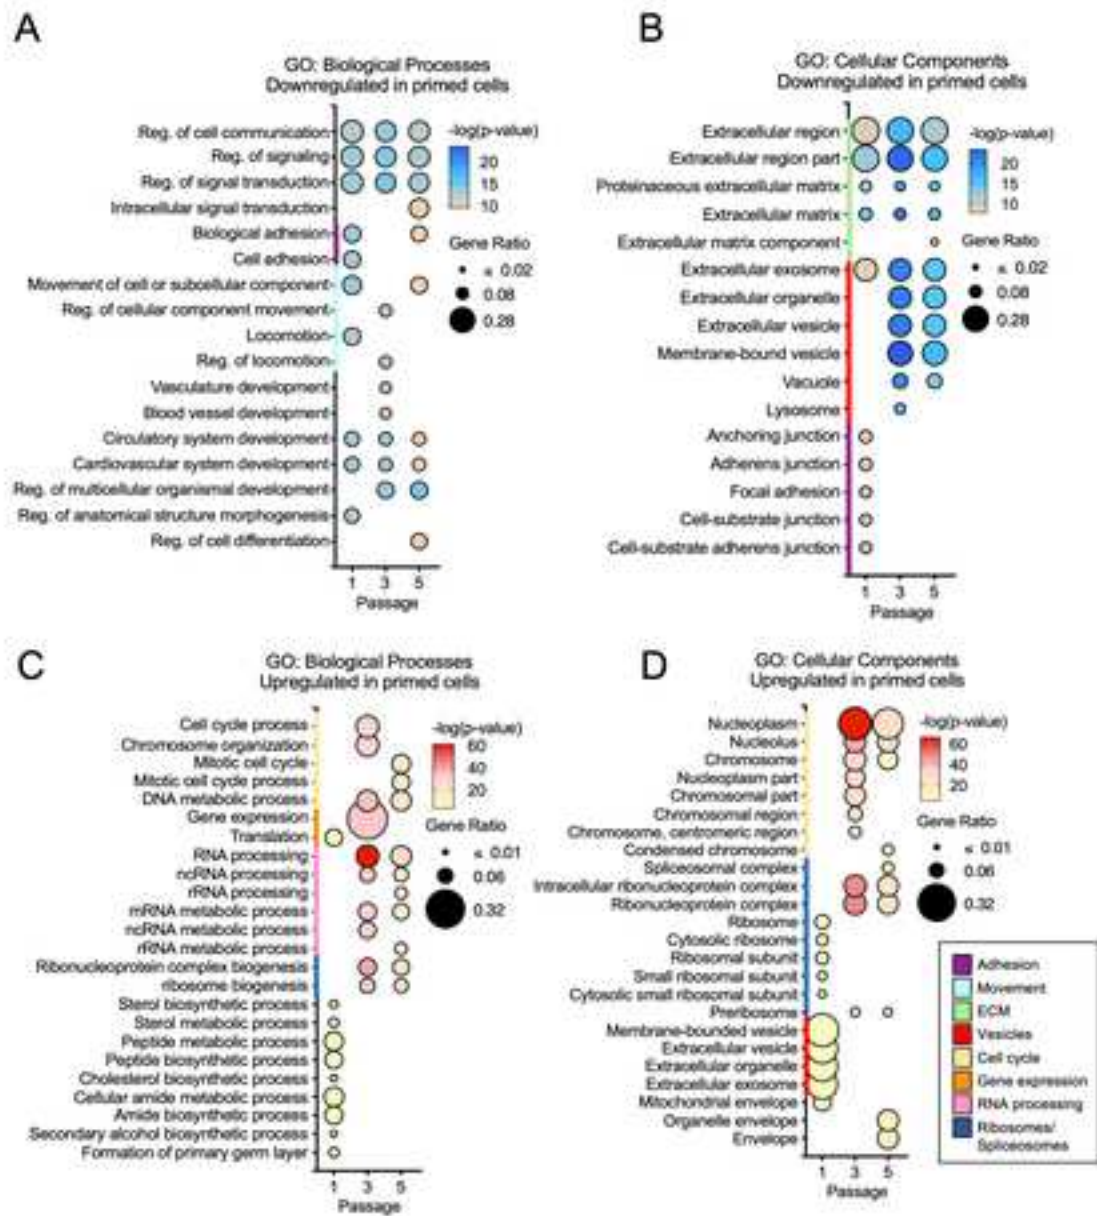 A
GO: Biological Processes
Downregulated in primed cells
Reg. of cell communication
Reg. of signaling
Reg. of signal transduction
Intracellular signal transduction
Biological adhesion
Cell adhesion
Movement of cell or subcellular component
Reg. of cellular component movement
Locomotion
Reg. of locomotion
Vasculature development
Blood vessel development
Circulatory system development
Cardiovascular system development
Reg. of multicellular organismal development
Reg. of anatomical structure morphogenesis
Reg. of cell differentiation
1 3 5
Passage
-log(p-value)
20
15
10
Gene Ratio
≤ 0.02
0.08
0.28
B
GO: Cellular Components
Downregulated in primed cells
Extracellular region
Extracellular region part
Proteinaceous extracellular matrix
Extracellular matrix
Extracellular matrix component
Extracellular exosome
Extracellular organelle
Extracellular vesicle
Membrane-bound vesicle
Vacuole
Lysosome
Anchoring junction
Adherens junction
Focal adhesion
Cell-substrate junction
Cell-substrate adherens junction
1 3 5
Passage
-log(p-value)
20
15
10
Gene Ratio
≤ 0.02
0.08
0.28
C
GO: Biological Processes
Upregulated in primed cells
Cell cycle process
Chromosome organization
Mitotic cell cycle
Mitotic cell cycle process
DNA metabolic process
Gene expression
Translation
RNA processing
ncRNA processing
rRNA processing
mRNA metabolic process
ncRNA metabolic process
rRNA metabolic process
Ribonucleoprotein complex biogenesis
ribosome biogenesis
Sterol biosynthetic process
Sterol metabolic process
Peptide metabolic process
Peptide biosynthetic process
Cholesterol biosynthetic process
Cellular amide metabolic process
Amide biosynthetic process
Secondary alcohol biosynthetic process
Formation of primary germ layer
1 3 5
Passage
-log(p-value)
60
40
20
Gene Ratio
≤ 0.01
0.06
0.32
D
GO: Cellular Components
Upregulated in primed cells
Nucleoplasm
Nucleolus
Chromosome
Nucleoplasm part
Chromosomal part
Chromosomal region
Chromosome, centromeric region
Condensed chromosome
Spliceosomal complex
Intracellular ribonucleoprotein complex
Ribonucleoprotein complex
Ribosome
Cytosolic ribosome
Ribosomal subunit
Small ribosomal subunit
Cytosolic small ribosomal subunit
Preribosome
Membrane-bounded vesicle
Extracellular vesicle
Extracellular organelle
Extracellular exosome
Mitochondrial envelope
Organelle envelope
Envelope
1 3 5
Passage
-log(p-value)
60
40
20
Gene Ratio
≤ 0.01
0.06
0.32
Adhesion
Movement
ECM
Vesicles
Cell cycle
Gene expression
RNA processing
Ribosomes/
Spliceosomes